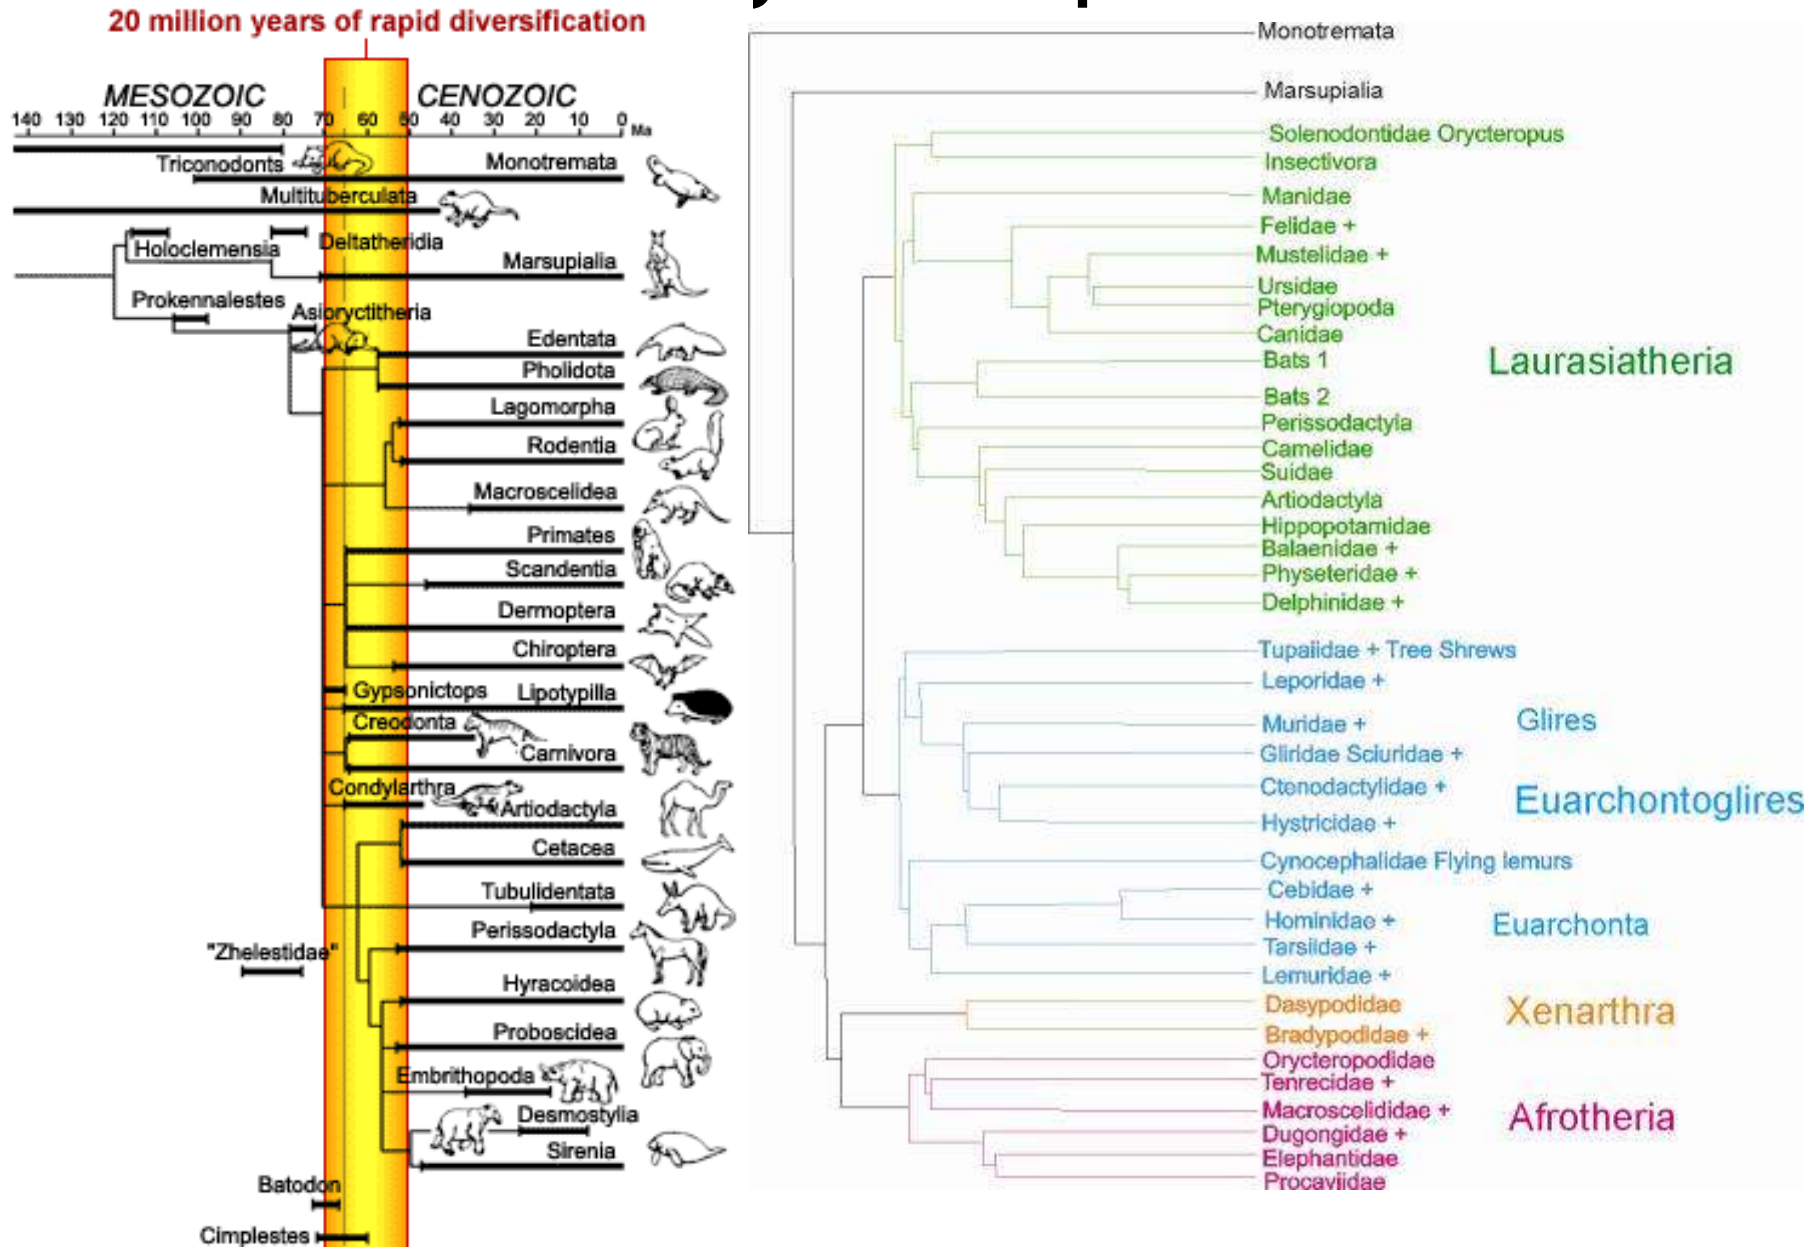 20 million years of rapid diversification
MESOZOIC
CENOZOIC
140 130 120 110 100 90 80 70 60 50 40 30 20 10 0 Ma
Triconodonts
Monotremata
Multituberculata
Holoclemensia
Deltatheridia
Marsupialia
Prokennalestes
Asioryctitheria
Edentata
Pholidota
Lagomorpha
Rodentia
Macroscelidea
Primates
Scandentia
Dermoptera
Chiroptera
Gypsonictops
Lipotypilla
Creodonta
Carnivora
Condylarthra
Artiodactyla
Cetacea
Tubulidentata
Perissodactyla
"Zhelestidae"
Hyracoidea
Proboscidea
Embrithopoda
Desmostylia
Sirenia
Batodon
Cimplestes
Monotremata
Marsupialia
Solenodontidae Orycteropus
Insectivora
Manidae
Felidae +
Mustelidae +
Ursidae
Pterygiopoda
Canidae
Bats 1
Laurasiatheria
Bats 2
Perissodactyla
Camelidae
Suidae
Artiodactyla
Hippopotamidae
Balaenidae +
Physeteridae +
Delphinidae +
Tupaiidae + Tree Shrews
Leporidae +
Muridae +
Glires
Gliridae Sciuridae +
Ctenodactylidae +
Euarchontoglires
Hystricidae +
Cynocephalidae Flying lemurs
Cebidae +
Hominidae +
Euarchonta
Tarsiidae +
Lemuridae +
Dasypodidae
Xenarthra
Bradypodidae +
Orycteropodidae
Tenrecidae +
Macroscelididae +
Afrotheria
Dugongidae +
Elephantidae
Procaviidae